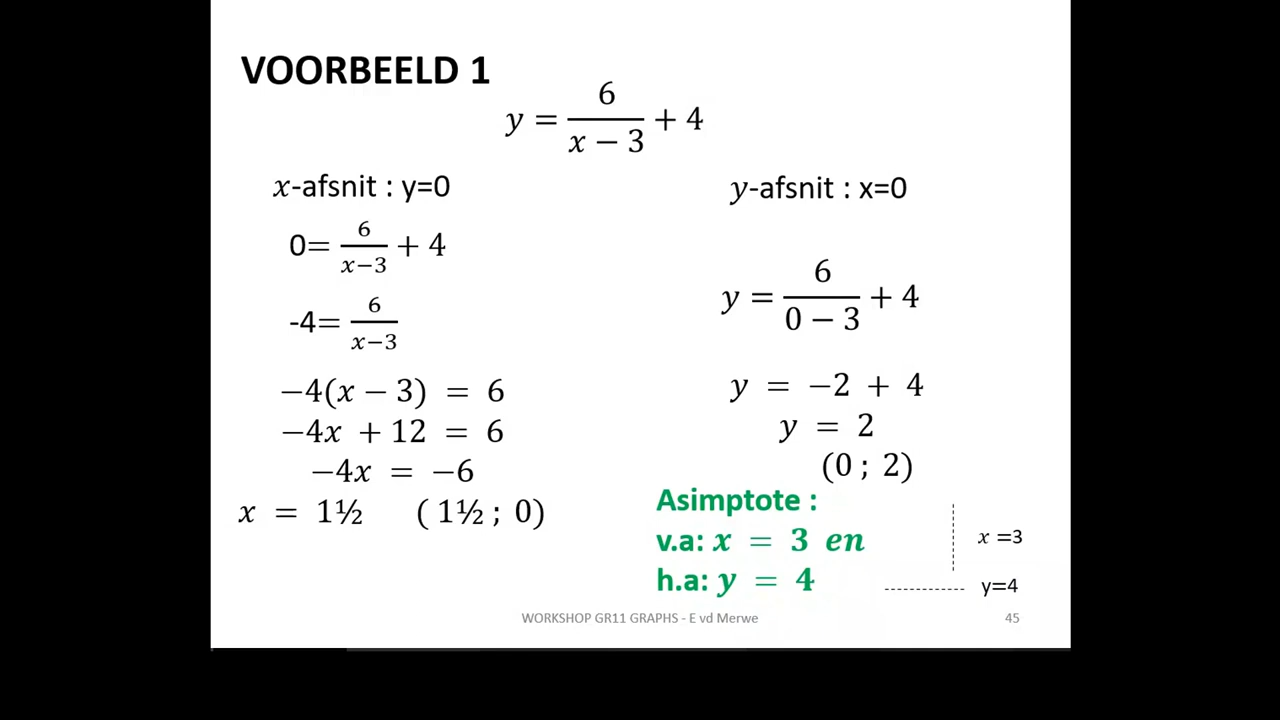 VOORBEELD 1
y = 6/(x − 3) + 4
x-afsnit : y=0
0= 6/(x−3) + 4
-4= 6/(x−3)
−4(x − 3) = 6
−4x + 12 = 6
−4x = −6
x = 1½ ( 1½ ; 0)
y-afsnit : x=0
y = 6/(0 − 3) + 4
y = −2 + 4
y = 2
(0 ; 2)
Asimptote :
v.a: x = 3 en
h.a: y = 4
x =3
y=4
WORKSHOP GR11 GRAPHS - E vd Merwe
45